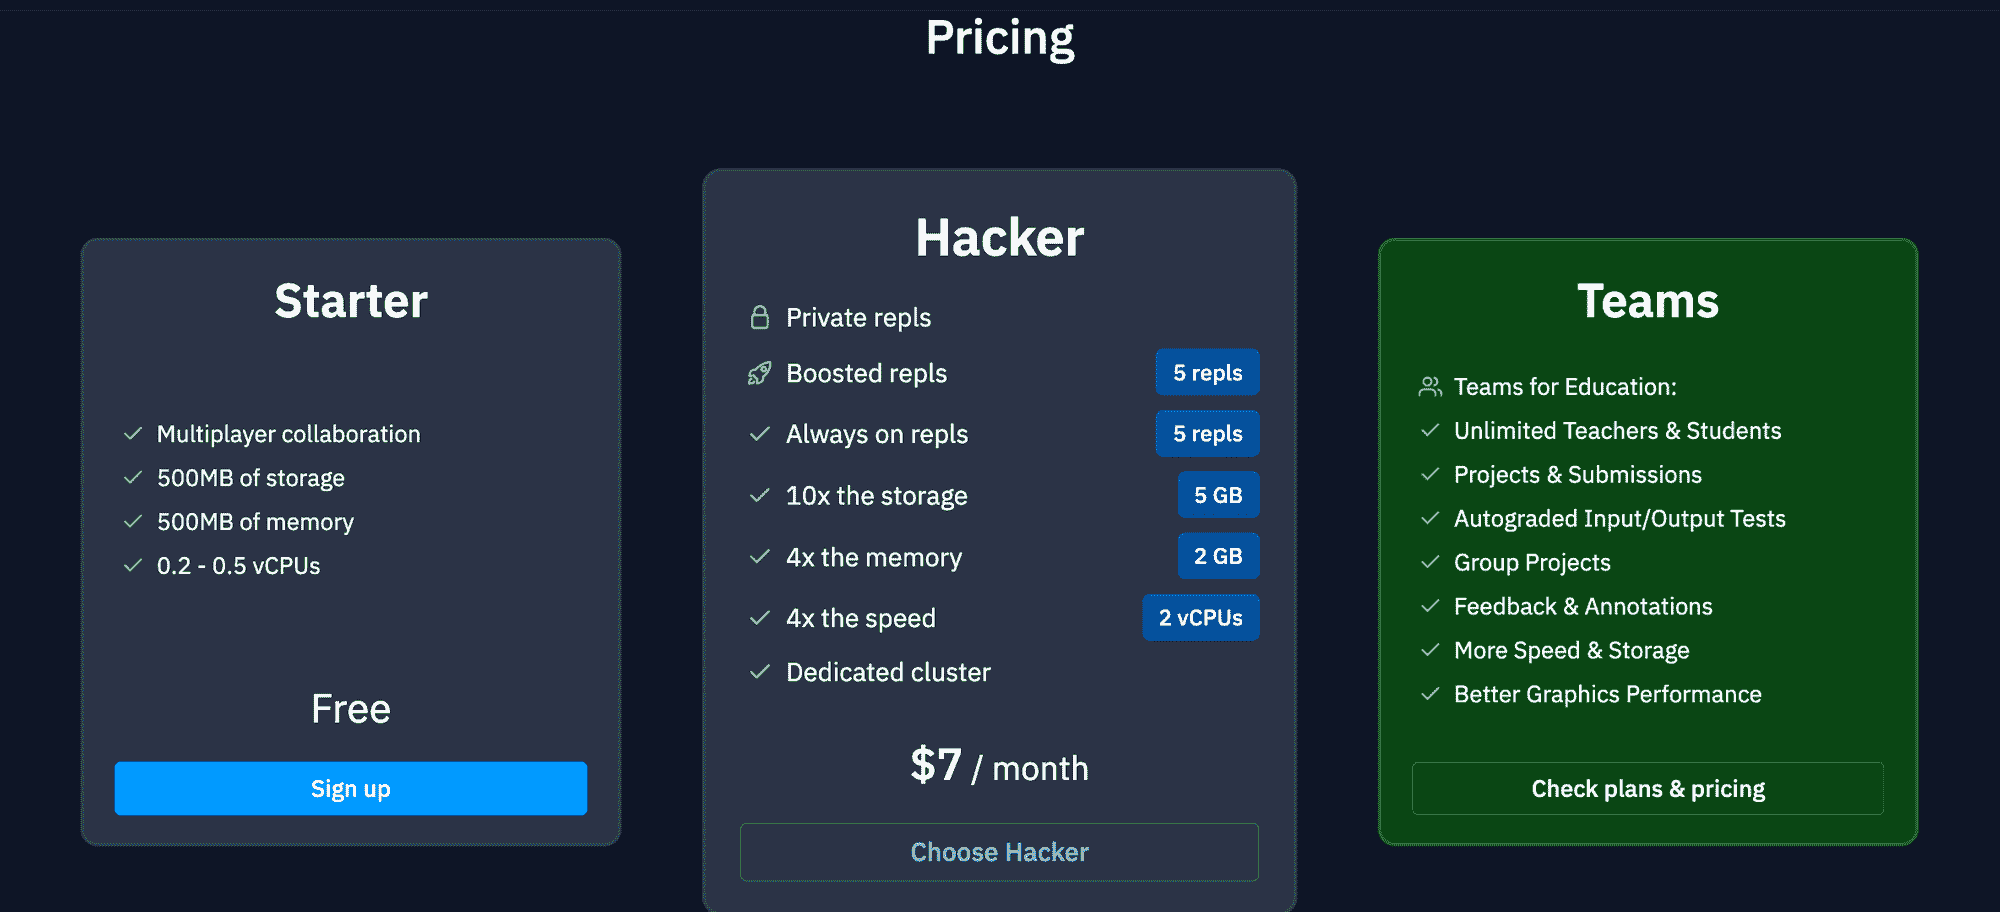 Pricing
Starter
Multiplayer collaboration
500MB of storage
500MB of memory
0.2 - 0.5 vCPUs
Free
Sign up
Hacker
Private repls
Boosted repls 5 repls
Always on repls 5 repls
10x the storage 5 GB
4x the memory 2 GB
4x the speed 2 vCPUs
Dedicated cluster
$7 / month
Choose Hacker
Teams
Teams for Education:
Unlimited Teachers & Students
Projects & Submissions
Autograded Input/Output Tests
Group Projects
Feedback & Annotations
More Speed & Storage
Better Graphics Performance
Check plans & pricing